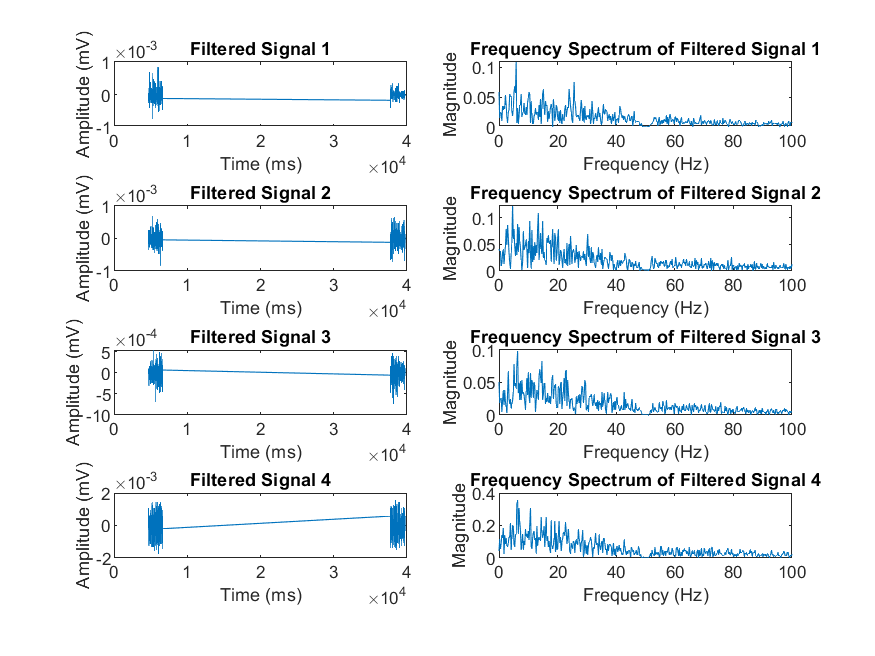 Filtered Signal 1
×10-3
Amplitude (mV)
1
0
-1
0 1 2 3 4
Time (ms)
×104
Frequency Spectrum of Filtered Signal 1
Magnitude
0.1
0.05
0
0 20 40 60 80 100
Frequency (Hz)
Filtered Signal 2
×10-3
Amplitude (mV)
1
0
-1
0 1 2 3 4
Time (ms)
×104
Frequency Spectrum of Filtered Signal 2
Magnitude
0.1
0.05
0
0 20 40 60 80 100
Frequency (Hz)
Filtered Signal 3
×10-4
Amplitude (mV)
5
0
-5
-10
0 1 2 3 4
Time (ms)
×104
Frequency Spectrum of Filtered Signal 3
Magnitude
0.1
0.05
0
0 20 40 60 80 100
Frequency (Hz)
Filtered Signal 4
×10-3
Amplitude (mV)
2
0
-2
0 1 2 3 4
Time (ms)
×104
Frequency Spectrum of Filtered Signal 4
Magnitude
0.4
0.2
0
0 20 40 60 80 100
Frequency (Hz)